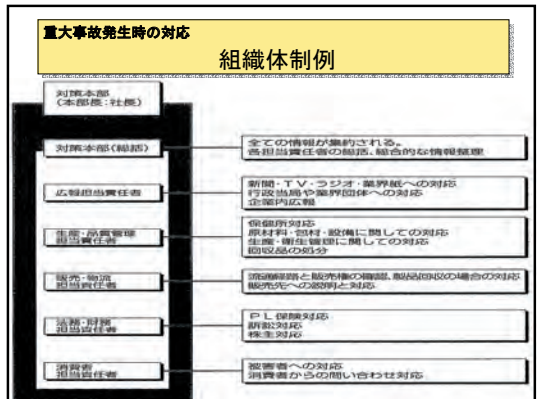 重大事故発生時の対応
組織体制例
対策本部
(本部長:社長)
対策本部(総括)
全ての情報が集約される。
各担当責任者の総括、総合的な情報整理
広報担当責任者
新聞・TV・ラジオ・業界紙への対応
行政当局や業界団体への対応
企業内広報
生産・品質管理
担当責任者
保健所対応
原材料・包材・設備に関しての対応
生産・衛生管理に関しての対応
回収品の処分
販売・物流
担当責任者
流通経路と販売権の確認、製品回収の場合の対応
販売先への説明と対応
法務・財務
担当責任者
PL保険対応
訴訟対応
株主対応
消費者
担当責任者
被害者への対応
消費者からの問い合わせ対応